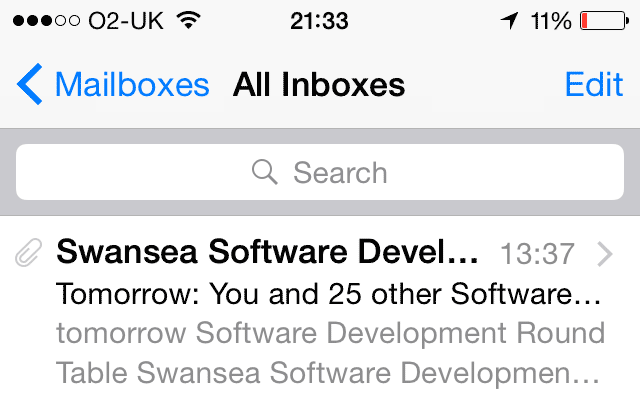 O2-UK 21:33 11%
Mailboxes All Inboxes Edit
Search
Swansea Software Devel... 13:37
Tomorrow: You and 25 other Software...
tomorrow Software Development Round
Table Swansea Software Developmen...